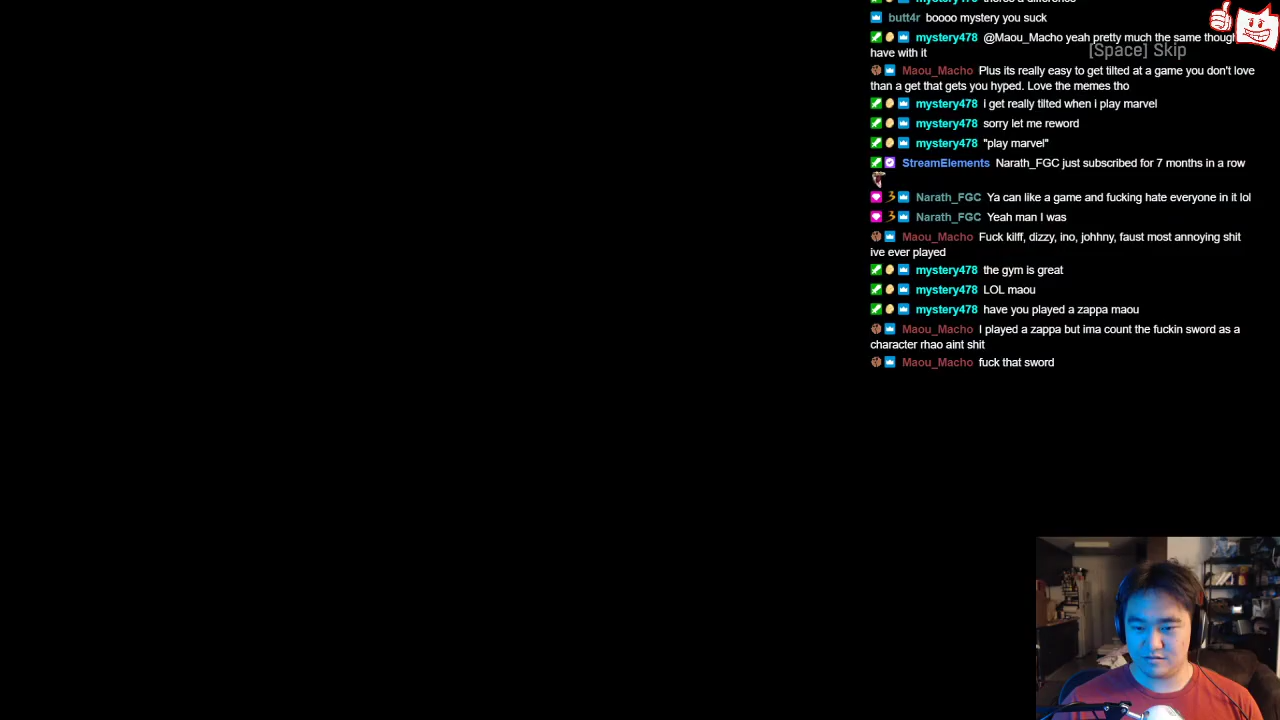 theres a difference
butt4r boooo mystery you suck
mystery478 @Maou_Macho yeah pretty much the same
have with it
[Space] Skip
Maou_Macho Plus its really easy to get tilted at a game you don't love
than a get that gets you hyped. Love the memes tho
mystery478 i get really tilted when i play marvel
mystery478 sorry let me reword
mystery478 "play marvel"
StreamElements Narath_FGC just subscribed for 7 months in a row
Narath_FGC Ya can like a game and fucking hate everyone in it lol
Narath_FGC Yeah man I was
Maou_Macho Fuck kilff, dizzy, ino, johhny, faust most annoying shit
ive ever played
mystery478 the gym is great
mystery478 LOL maou
mystery478 have you played a zappa maou
Maou_Macho I played a zappa but ima count the fuckin sword as a
character rhao aint shit
Maou_Macho fuck that sword